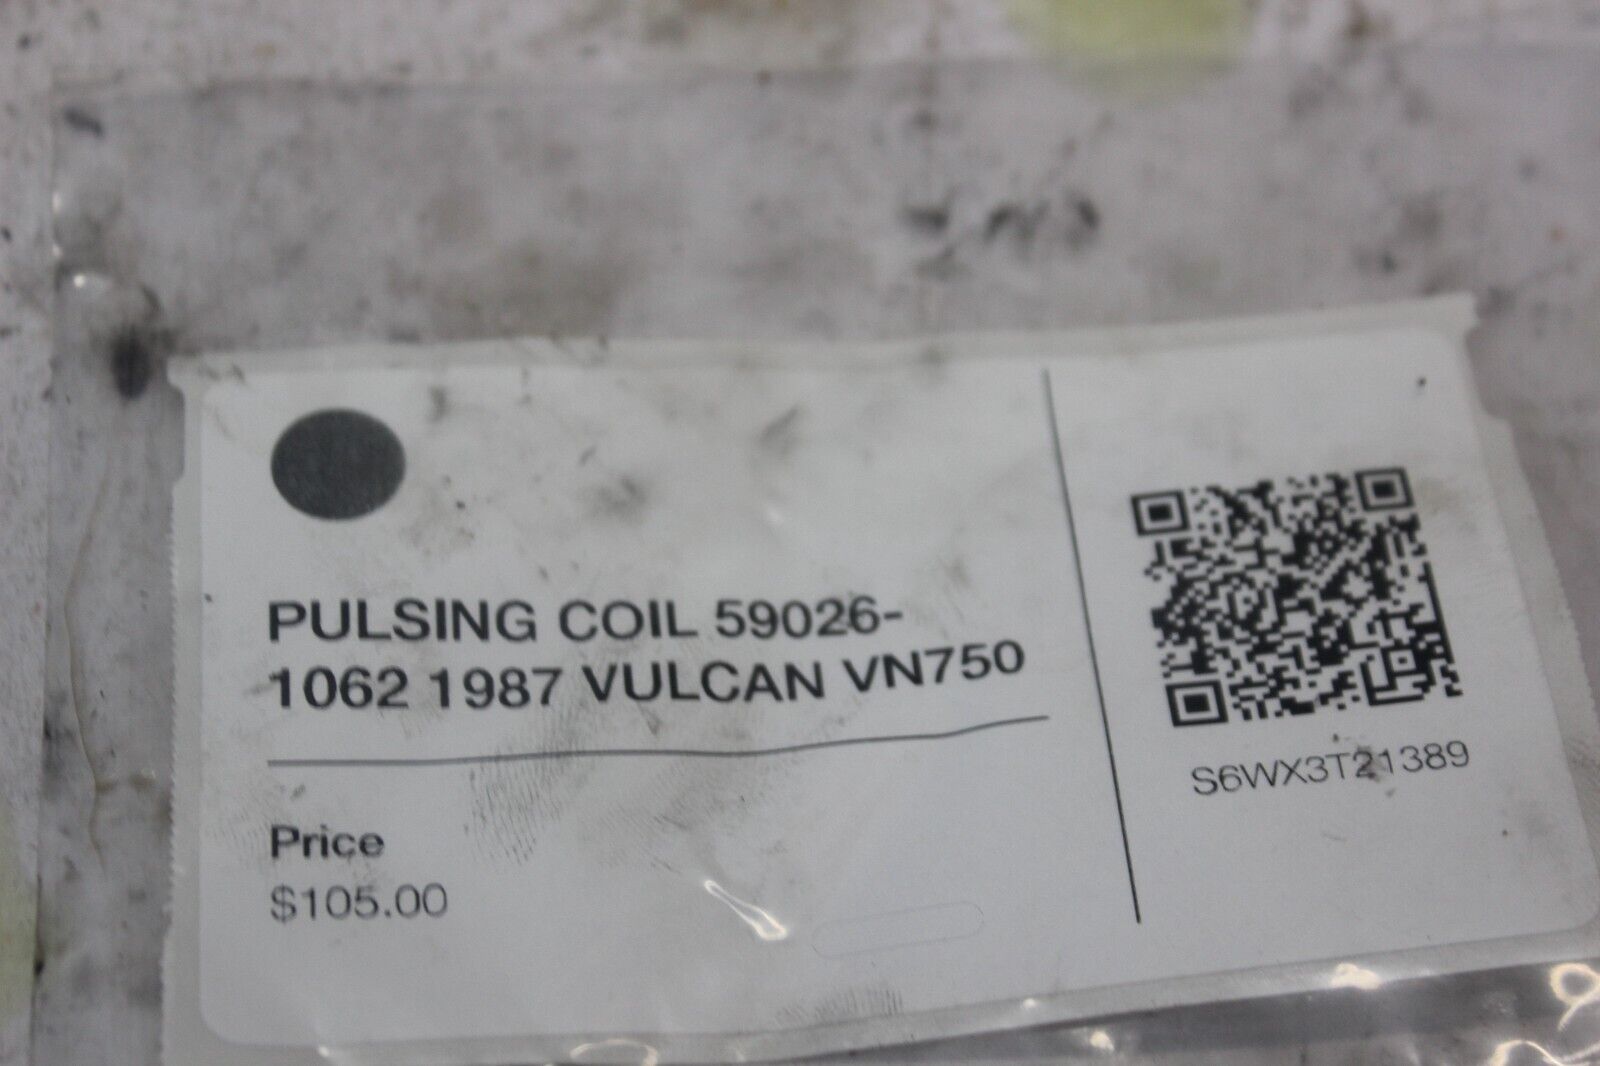 PULSING COIL 59026-
1062 1987 VULCAN VN750
Price
$105.00
S6WX3T21389